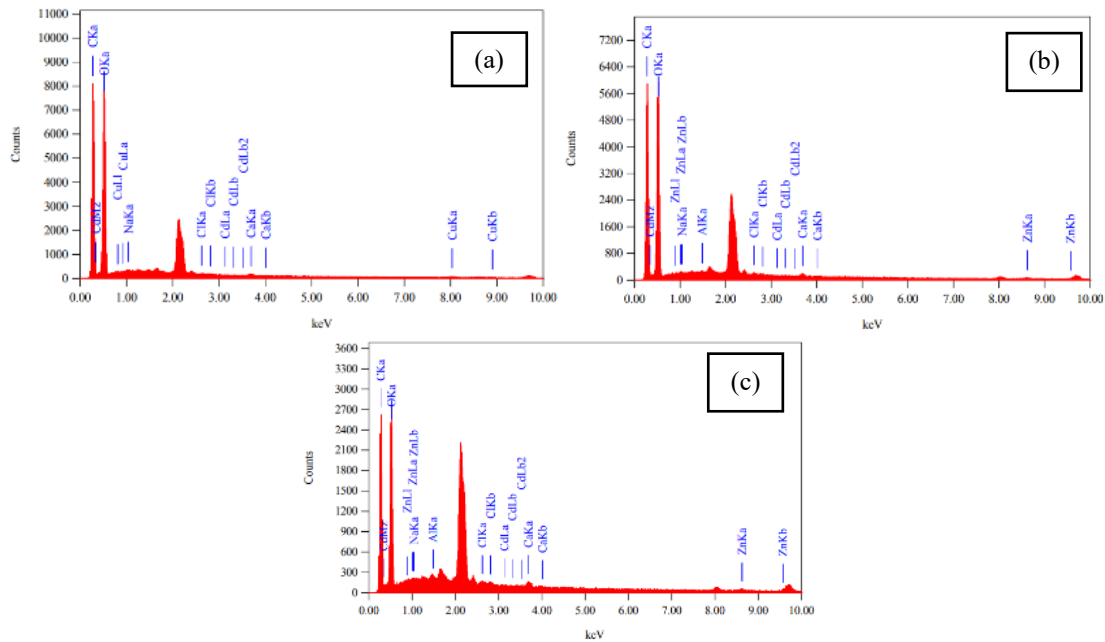 (a)
11000
10000
9000
8000
7000
6000
5000
4000
3000
2000
1000
0
Counts
CKa
OKa
CdMz
CuLl
CuLa
NaKa
ClKa
ClKb
CdLa
CdLb
CdLb2
CaKa
CaKb
CuKa
CuKb
0.00 1.00 2.00 3.00 4.00 5.00 6.00 7.00 8.00 9.00 10.00
keV
(b)
7200
6400
5600
4800
4000
3200
2400
1600
800
0
Counts
CKa
OKa
CdMz
ZnLl
NaKa
ZnLa ZnLb
AlKa
ClKa
ClKb
CdLa
CdLb
CdLb2
CaKa
CaKb
ZnKa
ZnKb
0.00 1.00 2.00 3.00 4.00 5.00 6.00 7.00 8.00 9.00 10.00
keV
(c)
3600
3300
3000
2700
2400
2100
1800
1500
1200
900
600
300
0
Counts
CKa
OKa
CdMz
ZnLl
NaKa
ZnLa ZnLb
AlKa
ClKa
ClKb
CdLa
CdLb
CdLb2
CaKa
CaKb
ZnKa
ZnKb
0.00 1.00 2.00 3.00 4.00 5.00 6.00 7.00 8.00 9.00 10.00
keV